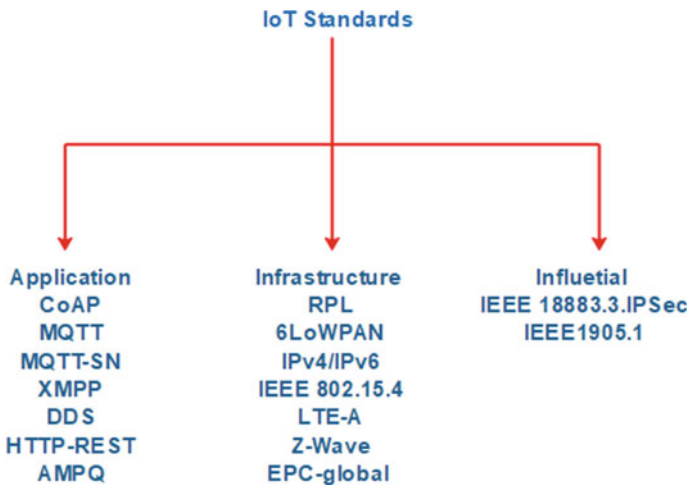 IoT Standards
Application
CoAP
MQTT
MQTT-SN
XMPP
DDS
HTTP-REST
AMPQ
Infrastructure
RPL
6LoWPAN
IPv4/IPv6
IEEE 802.15.4
LTE-A
Z-Wave
EPC-global
Influetial
IEEE 18883.3.IPSec
IEEE1905.1